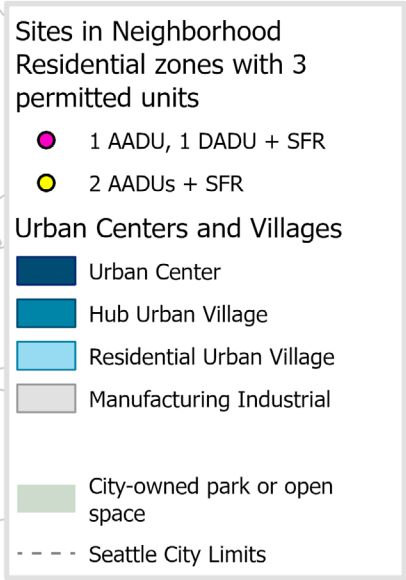 Sites in Neighborhood
Residential zones with 3
permitted units
1 AADU, 1 DADU + SFR
2 AADUs + SFR
Urban Centers and Villages
Urban Center
Hub Urban Village
Residential Urban Village
Manufacturing Industrial
City-owned park or open
space
Seattle City Limits